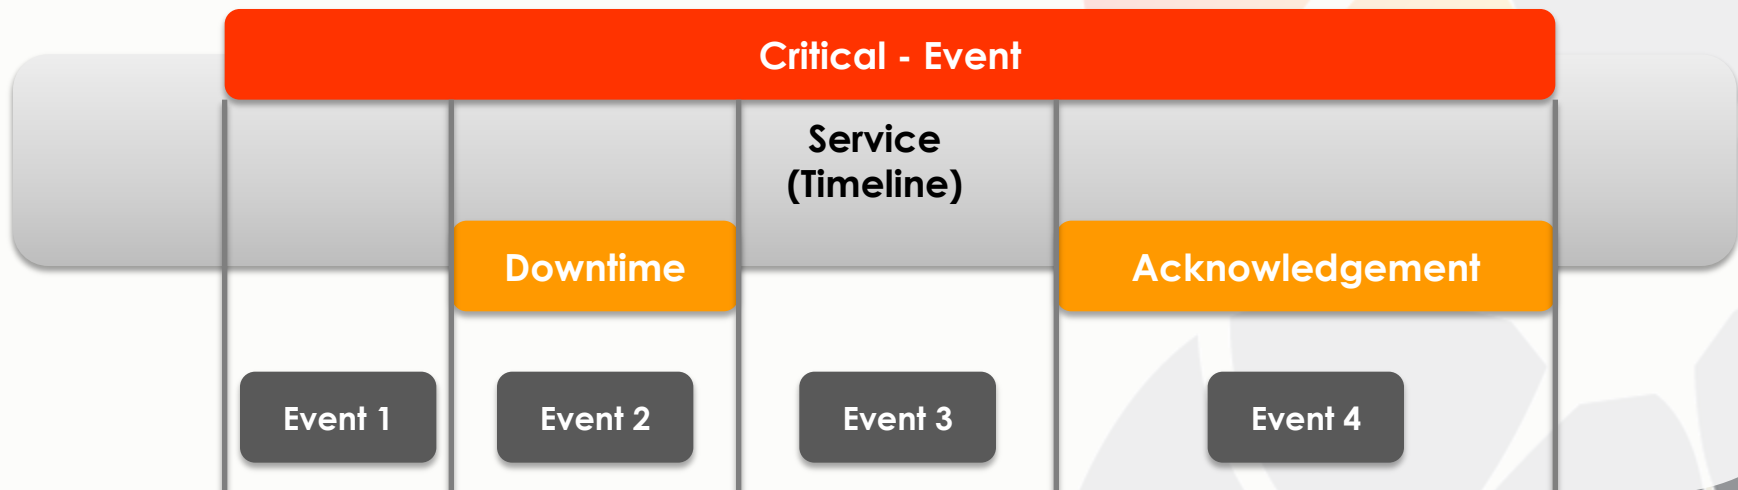 Critical - Event
Service
(Timeline)
Downtime
Acknowledgement
Event 1
Event 2
Event 3
Event 4